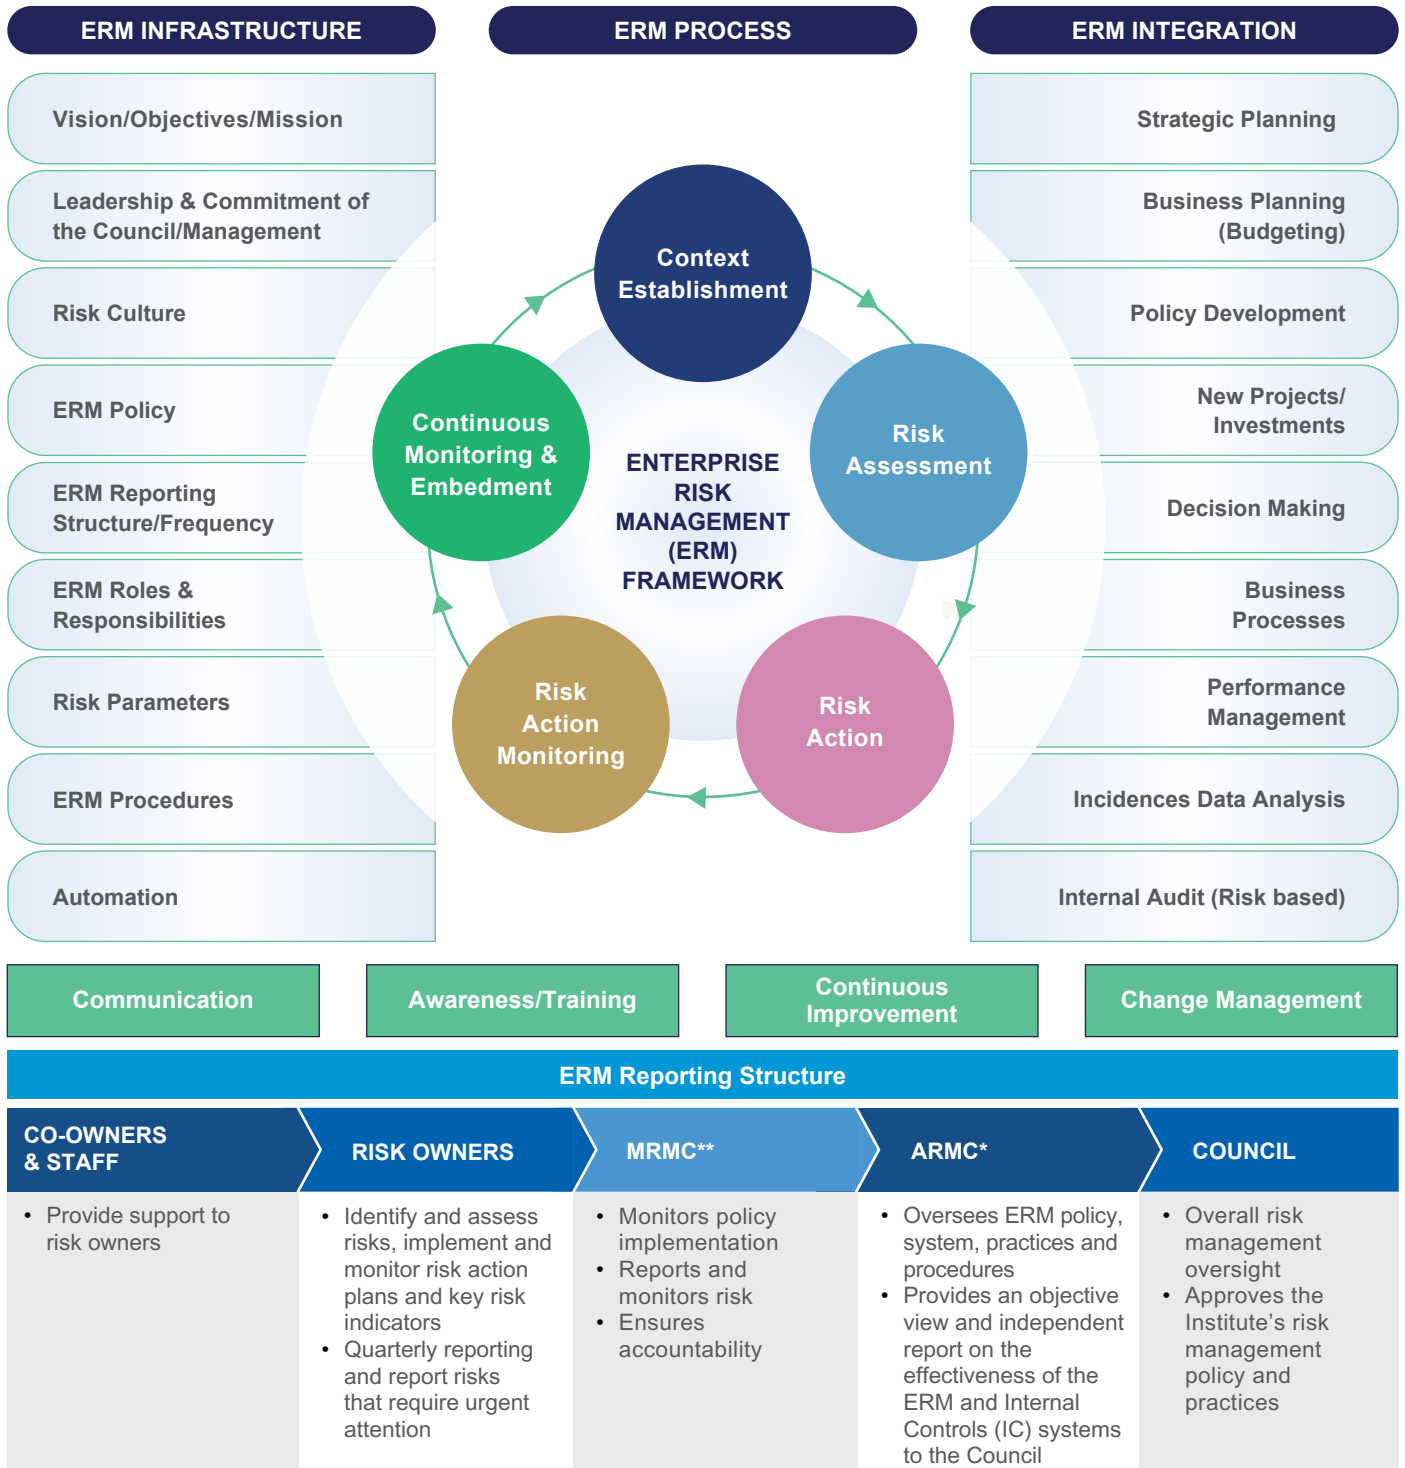 ERM INFRASTRUCTURE
Vision/Objectives/Mission
Leadership & Commitment of
the Council/Management
Risk Culture
ERM Policy
ERM Reporting
Structure/Frequency
ERM Roles &
Responsibilities
Risk Parameters
ERM Procedures
Automation
ERM PROCESS
Context
Establishment
Risk
Assessment
Risk
Action
Risk
Action
Monitoring
Continuous
Monitoring &
Embedment
ENTERPRISE
RISK
MANAGEMENT
(ERM)
FRAMEWORK
ERM INTEGRATION
Strategic Planning
Business Planning
(Budgeting)
Policy Development
New Projects/
Investments
Decision Making
Business
Processes
Performance
Management
Incidences Data Analysis
Internal Audit (Risk based)
Communication
Awareness/Training
Continuous
Improvement
Change Management
ERM Reporting Structure
CO-OWNERS
& STAFF
• Provide support to
risk owners
RISK OWNERS
• Identify and assess
risks, implement and
monitor risk action
plans and key risk
indicators
• Quarterly reporting
and report risks
that require urgent
attention
MRMC**
• Monitors policy
implementation
• Reports and
monitors risk
• Ensures
accountability
ARMC*
• Oversees ERM policy,
system, practices and
procedures
• Provides an objective
view and independent
report on the
effectiveness of the
ERM and Internal
Controls (IC) systems
to the Council
COUNCIL
• Overall risk
management
oversight
• Approves the
Institute’s risk
management
policy and
practices